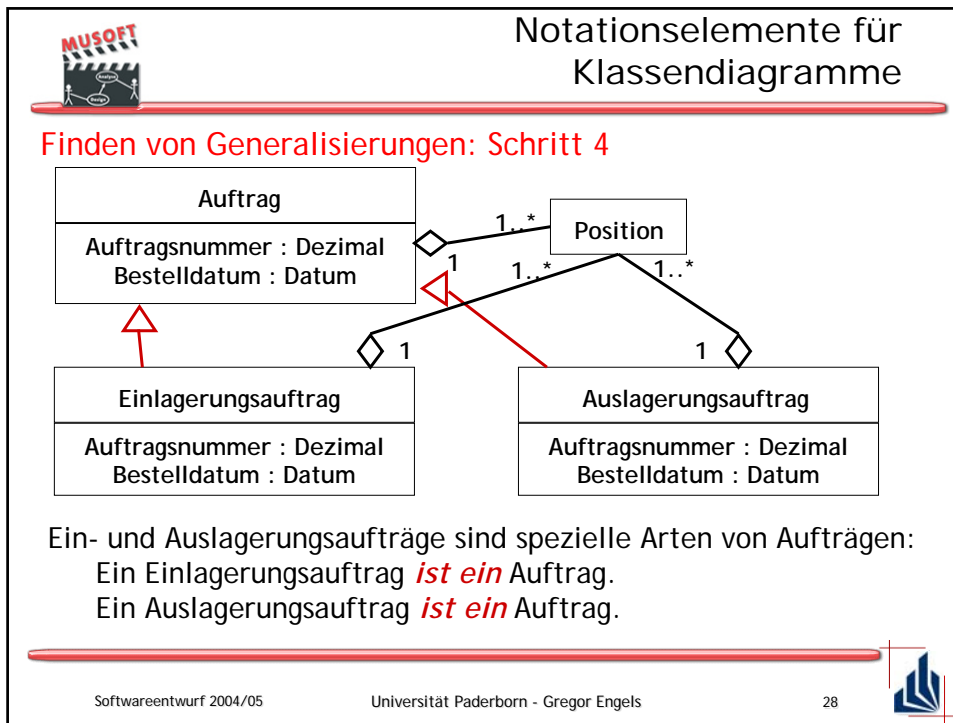 MUSOFT
Analyse
Design
Notationselemente für
Klassendiagramme
Finden von Generalisierungen: Schritt 4
Auftrag
Auftragsnummer : Dezimal
Bestelldatum : Datum
1..*
1
Position
1..*
1..*
1
1
Einlagerungsauftrag
Auftragsnummer : Dezimal
Bestelldatum : Datum
Auslagerungsauftrag
Auftragsnummer : Dezimal
Bestelldatum : Datum
Ein- und Auslagerungsaufträge sind spezielle Arten von Aufträgen:
Ein Einlagerungsauftrag ist ein Auftrag.
Ein Auslagerungsauftrag ist ein Auftrag.
Softwareentwurf 2004/05
Universität Paderborn - Gregor Engels
28